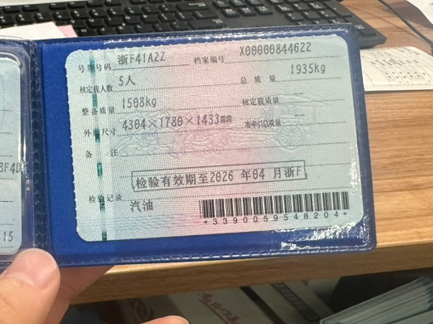 号牌号码 浙F41A2Z 档案编号 X00000844622
核定载人数 5人 总质量 1935kg
整备质量 1508kg 核定载质量 --
外廓尺寸 4304×1780×1433mm 准牵引总质量 --
备注
检验有效期至2026 年04 月浙F
检验记录
汽油
*3390059548204*